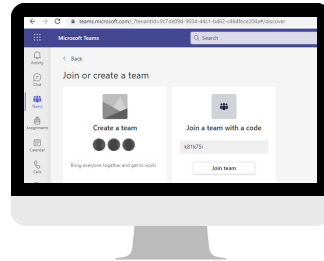 teams.microsoft.com/_?tenantId=9c7de09d-9034-44c1-b462-c464fece204a#/discover
Microsoft Teams
Search
Activity
Back
Chat
Join or create a team
Teams
Assignments
Create a team
Join a team with a code
Calendar
k81k75i
Calls
Bring everyone together and get to work!
Join team